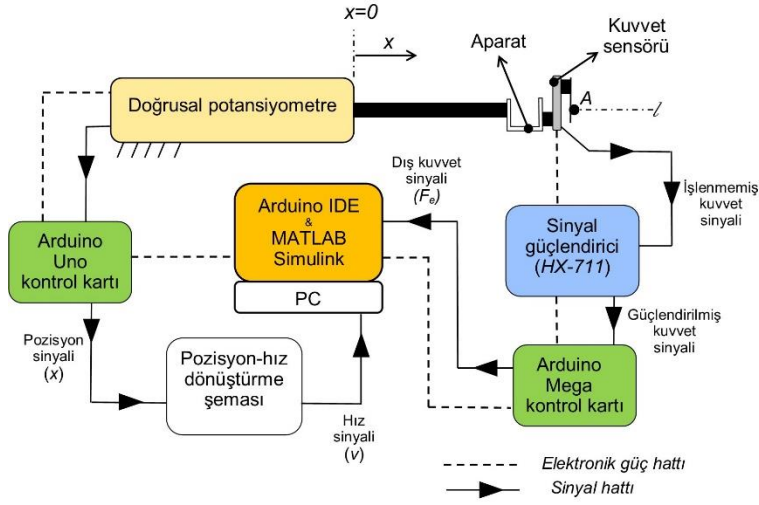 x=0
x
Aparat
Kuvvet
sensörü
Doğrusal potansiyometre
A
l
Dış kuvvet
sinyali
(Fe)
İşlenmemiş
kuvvet
sinyali
Arduino
Uno
kontrol kartı
Arduino IDE
&
MATLAB
Simulink
PC
Sinyal
güçlendirici
(HX-711)
Pozisyon
sinyali
(x)
Pozisyon-hız
dönüştürme
şeması
Hız
sinyali
(v)
Güçlendirilmiş
kuvvet
sinyali
Arduino
Mega
kontrol kartı
Elektronik güç hattı
Sinyal hattı